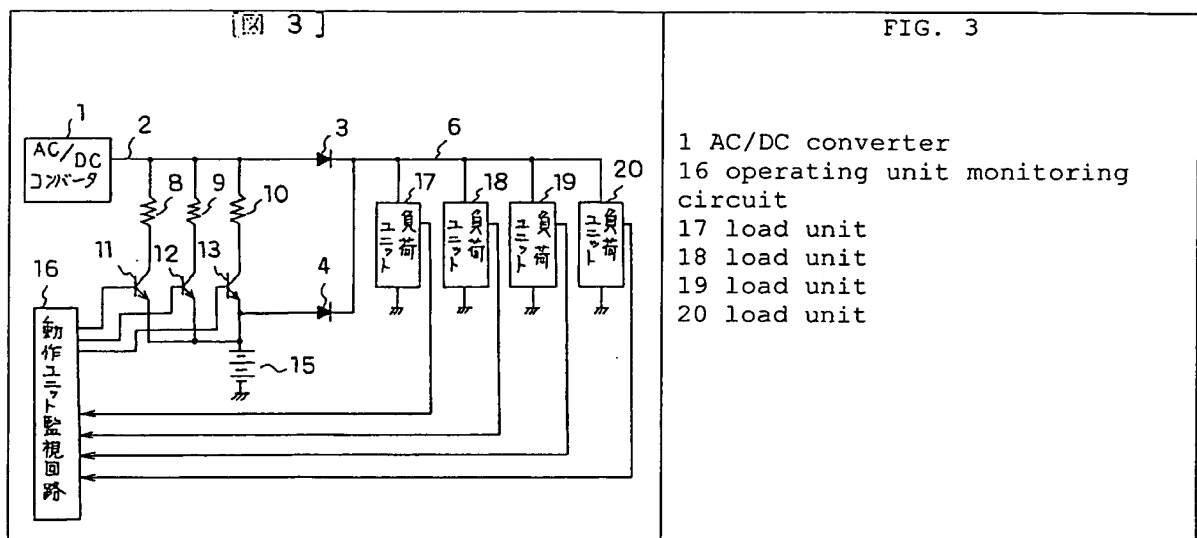 [図 3]
1
2
3
6
AC/DC
コンバータ
8
9
10
17
18
19
20
負荷
ユニット
負荷
ユニット
負荷
ユニット
負荷
ユニット
11
12
13
4
16
動作ユニット監視回路
15
FIG. 3
1 AC/DC converter
16 operating unit monitoring
circuit
17 load unit
18 load unit
19 load unit
20 load unit